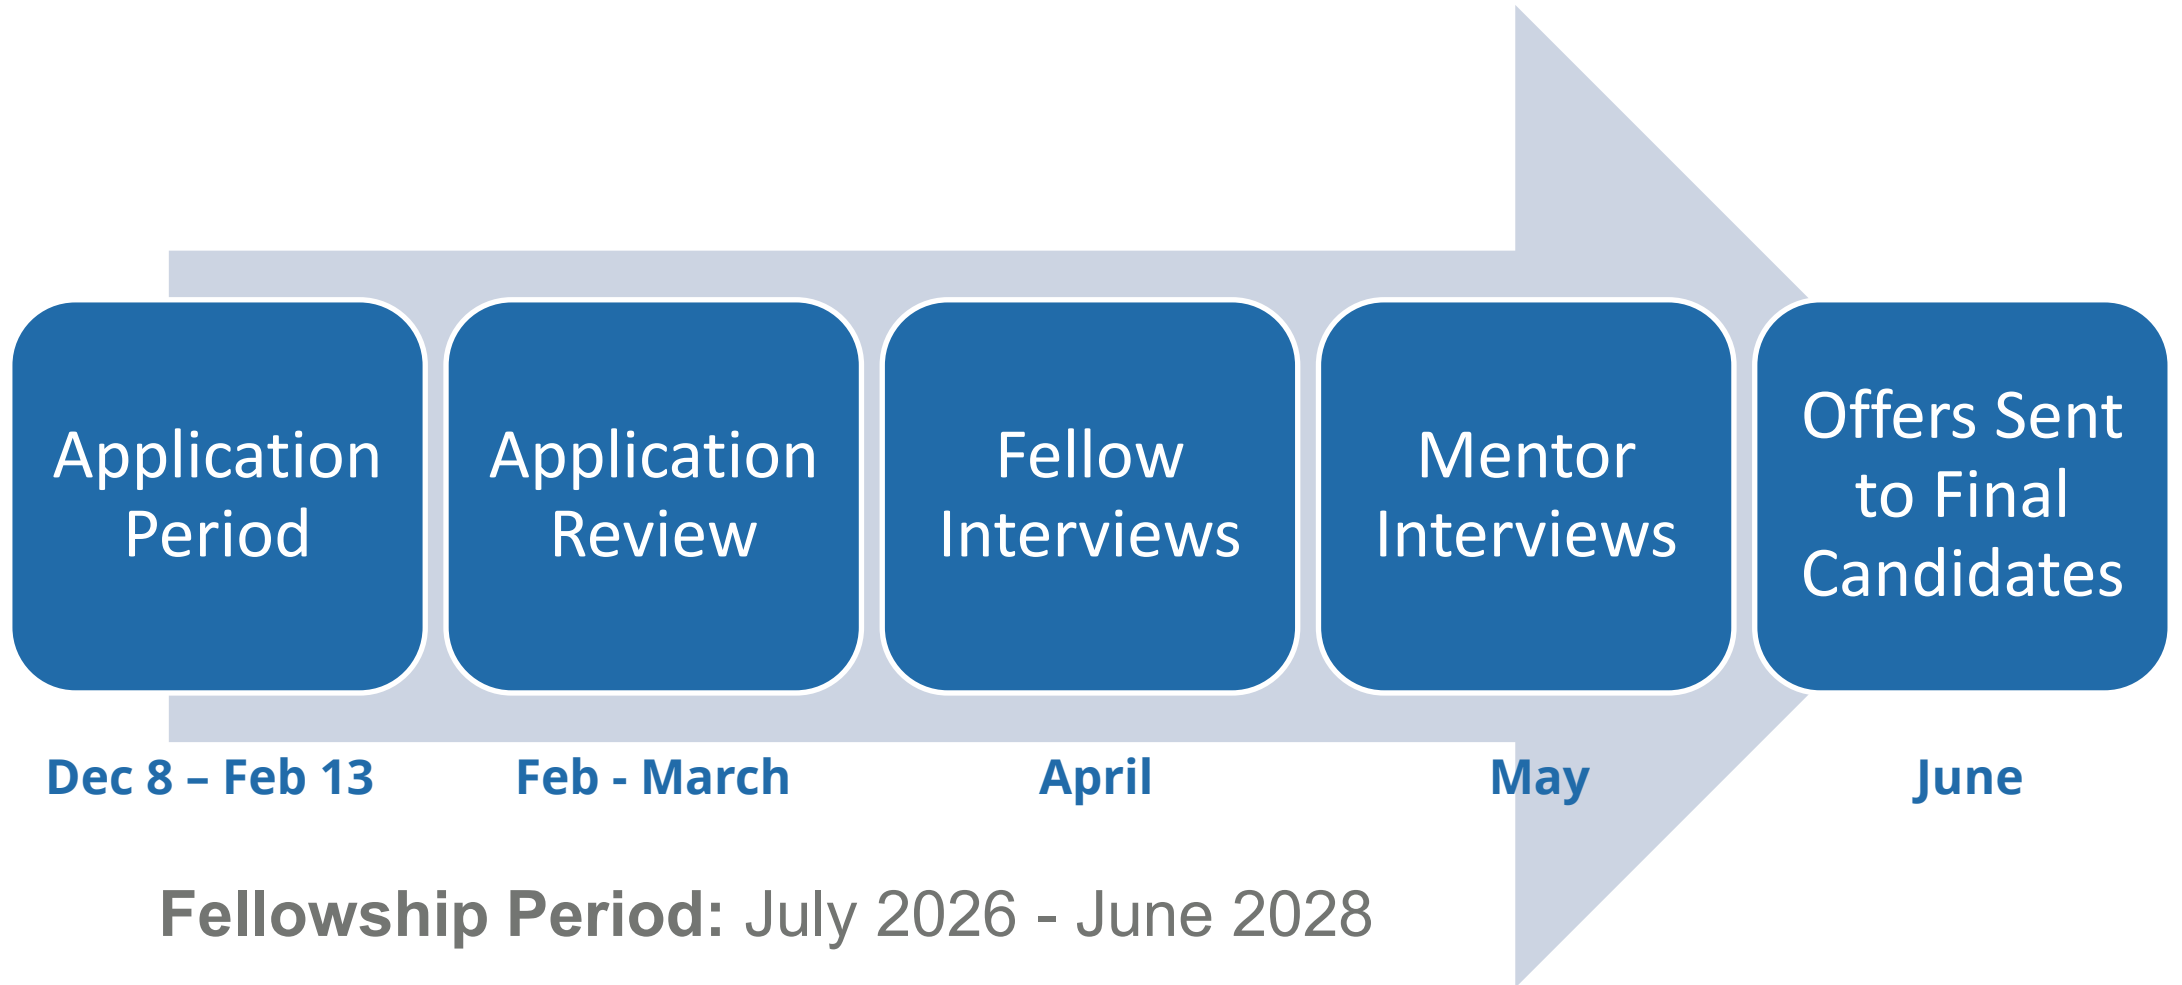 Application
Period
Application
Review
Fellow
Interviews
Mentor
Interviews
Offers Sent
to Final
Candidates
Dec 8 – Feb 13
Feb - March
April
May
June
Fellowship Period: July 2026 - June 2028